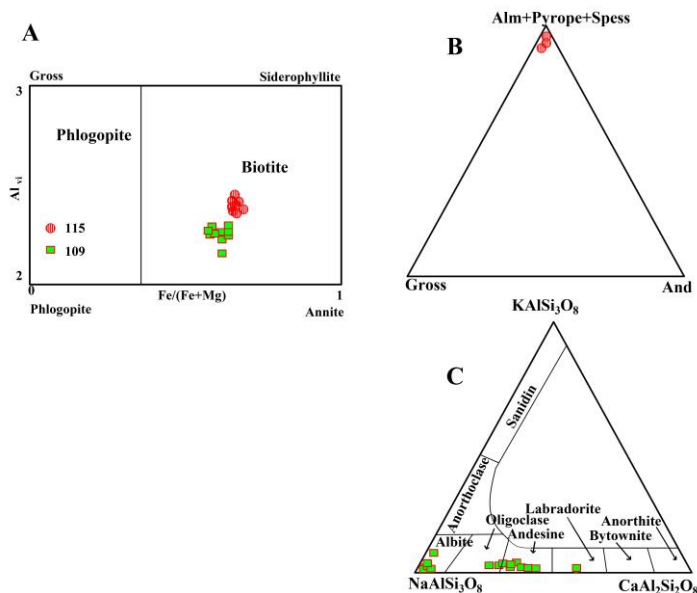 A
Gross
Siderophyllite
3
Phlogopite
Biotite
Al vi
115
109
2
0
Fe/(Fe+Mg)
1
Phlogopite
Annite
B
Alm+Pyrope+Spess
Gross
And
C
KAlSi3O8
Sanidin
Anorthoclase
Albite
Oligoclase
Andesine
Labradorite
Bytownite
Anorthite
NaAlSi3O8
CaAl2Si2O8